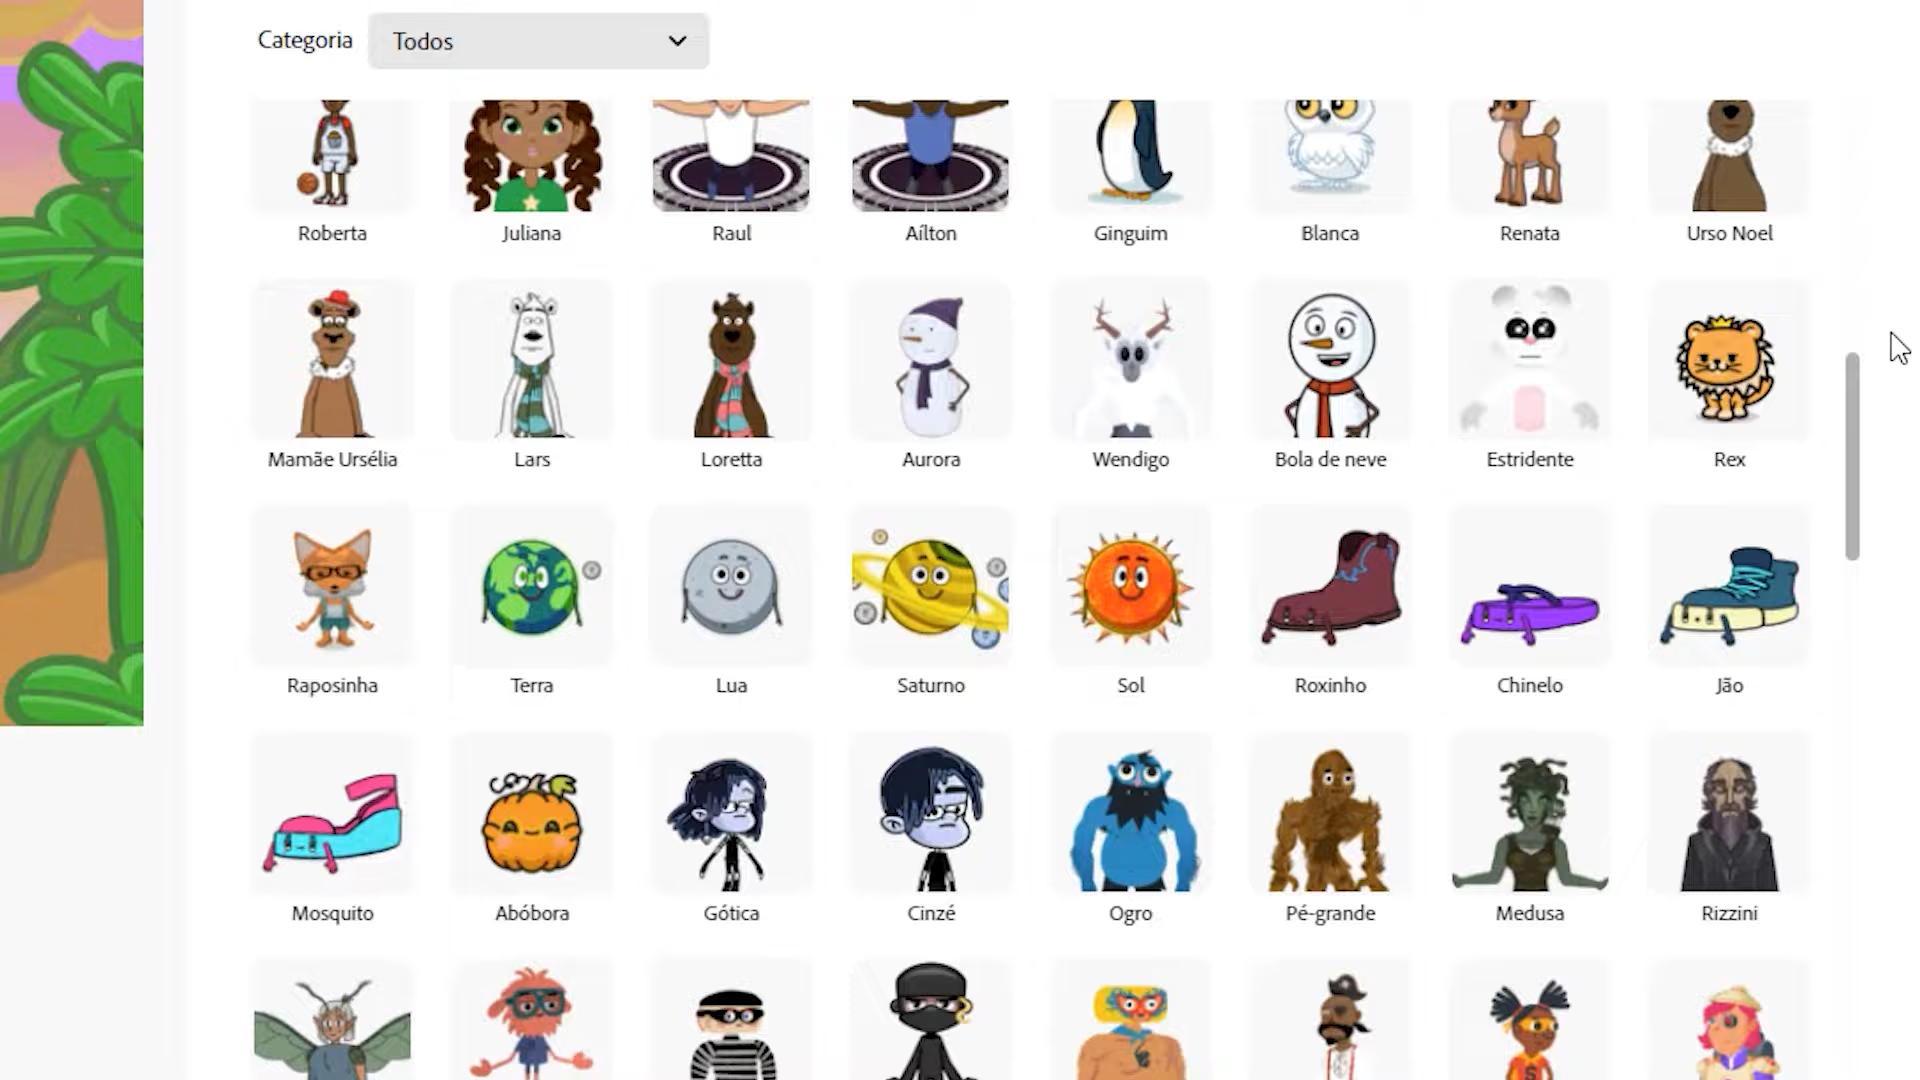 Categoria Todos
Roberta Juliana Raul Aílton Ginguim Blanca Renata Urso Noel
Mamãe Ursélia Lars Loretta Aurora Wendigo Bola de neve Estridente Rex
Raposinha Terra Lua Saturno Sol Roxinho Chinelo Jão
Mosquito Abóbora Gótica Cinzé Ogro Pé-grande Medusa Rizzini